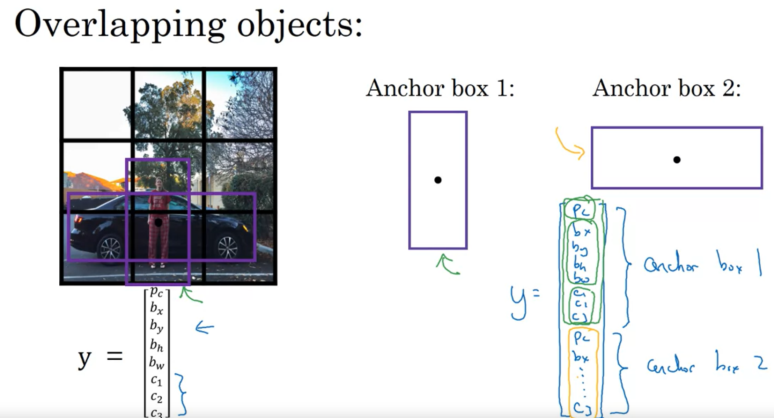 Overlapping objects:
Anchor box 1:
Anchor box 2:
y =
pc
bx
by
bh
bw
c1
c2
c3
y =
pc
bx
by
bh
bw
c1
c2
c3
anchor box 1
pc
bx
⋮
c3
anchor box 2